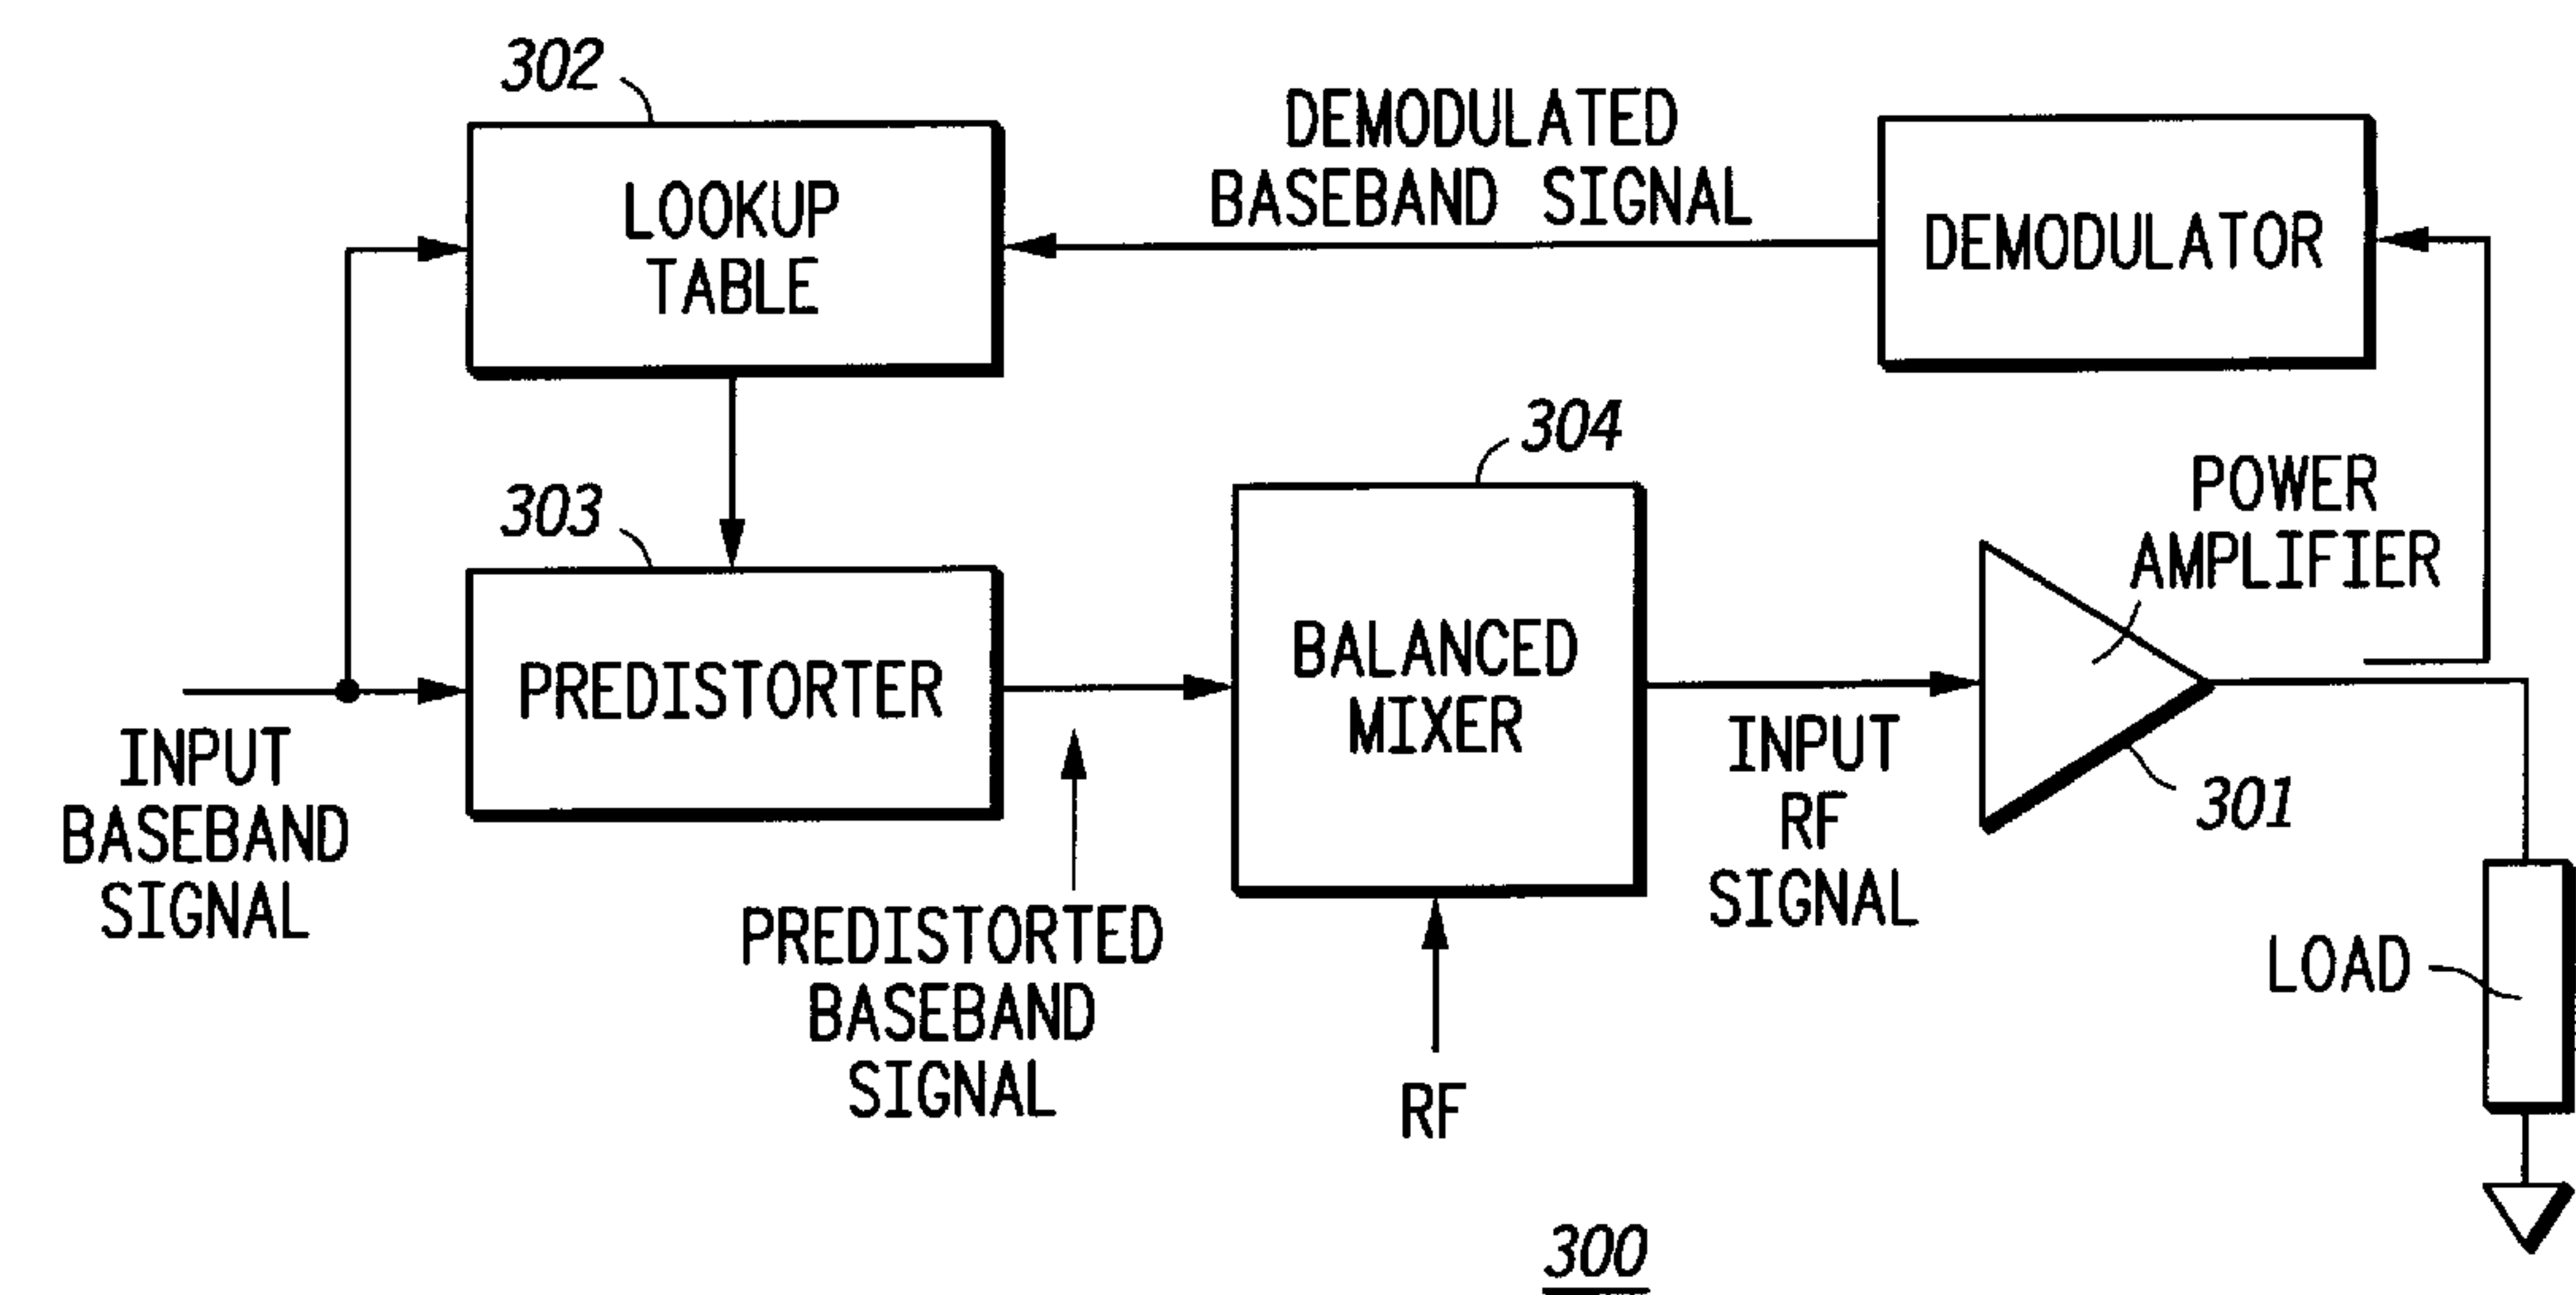 302
LOOKUP
TABLE
DEMODULATED
BASEBAND SIGNAL
DEMODULATOR
303
PREDISTORTER
304
BALANCED
MIXER
POWER
AMPLIFIER
301
INPUT
BASEBAND
SIGNAL
PREDISTORTED
BASEBAND
SIGNAL
RF
INPUT
RF
SIGNAL
LOAD
300